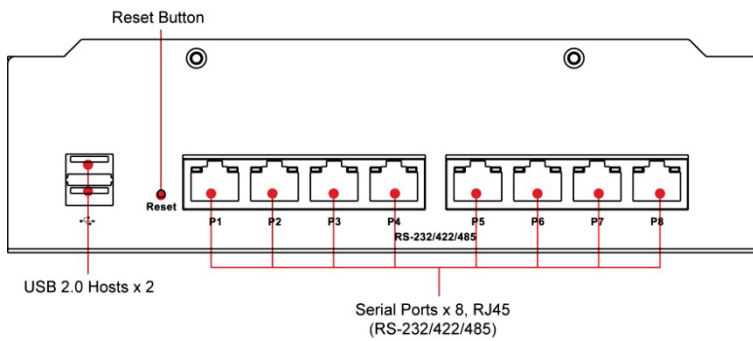 Reset Button
Reset
P1 P2 P3 P4 P5 P6 P7 P8
RS-232/422/485
USB 2.0 Hosts x 2
Serial Ports x 8, RJ45
(RS-232/422/485)